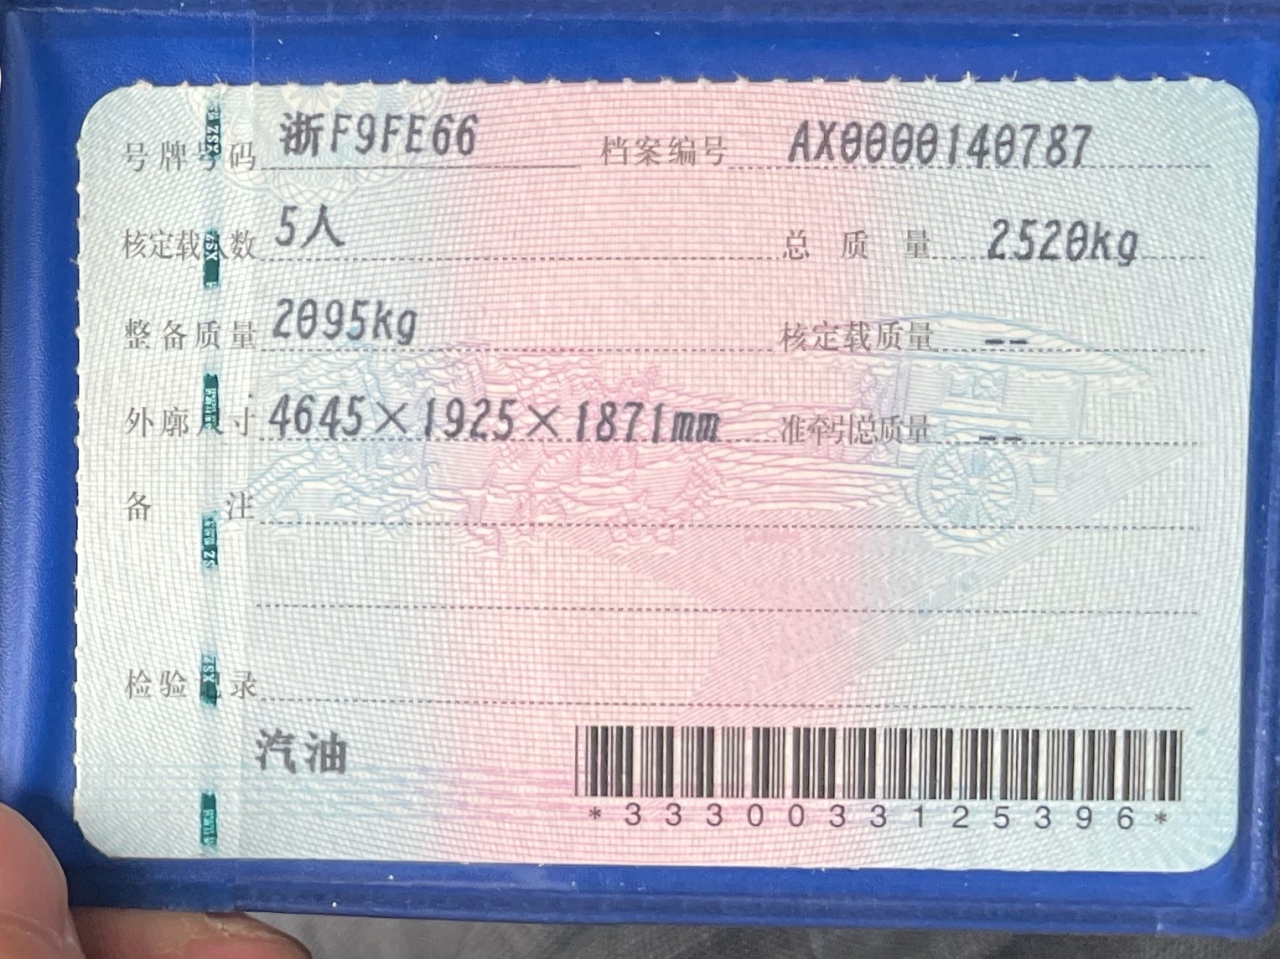 号牌号码 浙F9FE66 档案编号 AX0000140787
核定载人数 5人 总质量 2520kg
整备质量 2095kg 核定载质量 --
外廓尺寸 4645×1925×1871mm 准牵引总质量 --
备注
检验记录
汽油
*3330033125396*